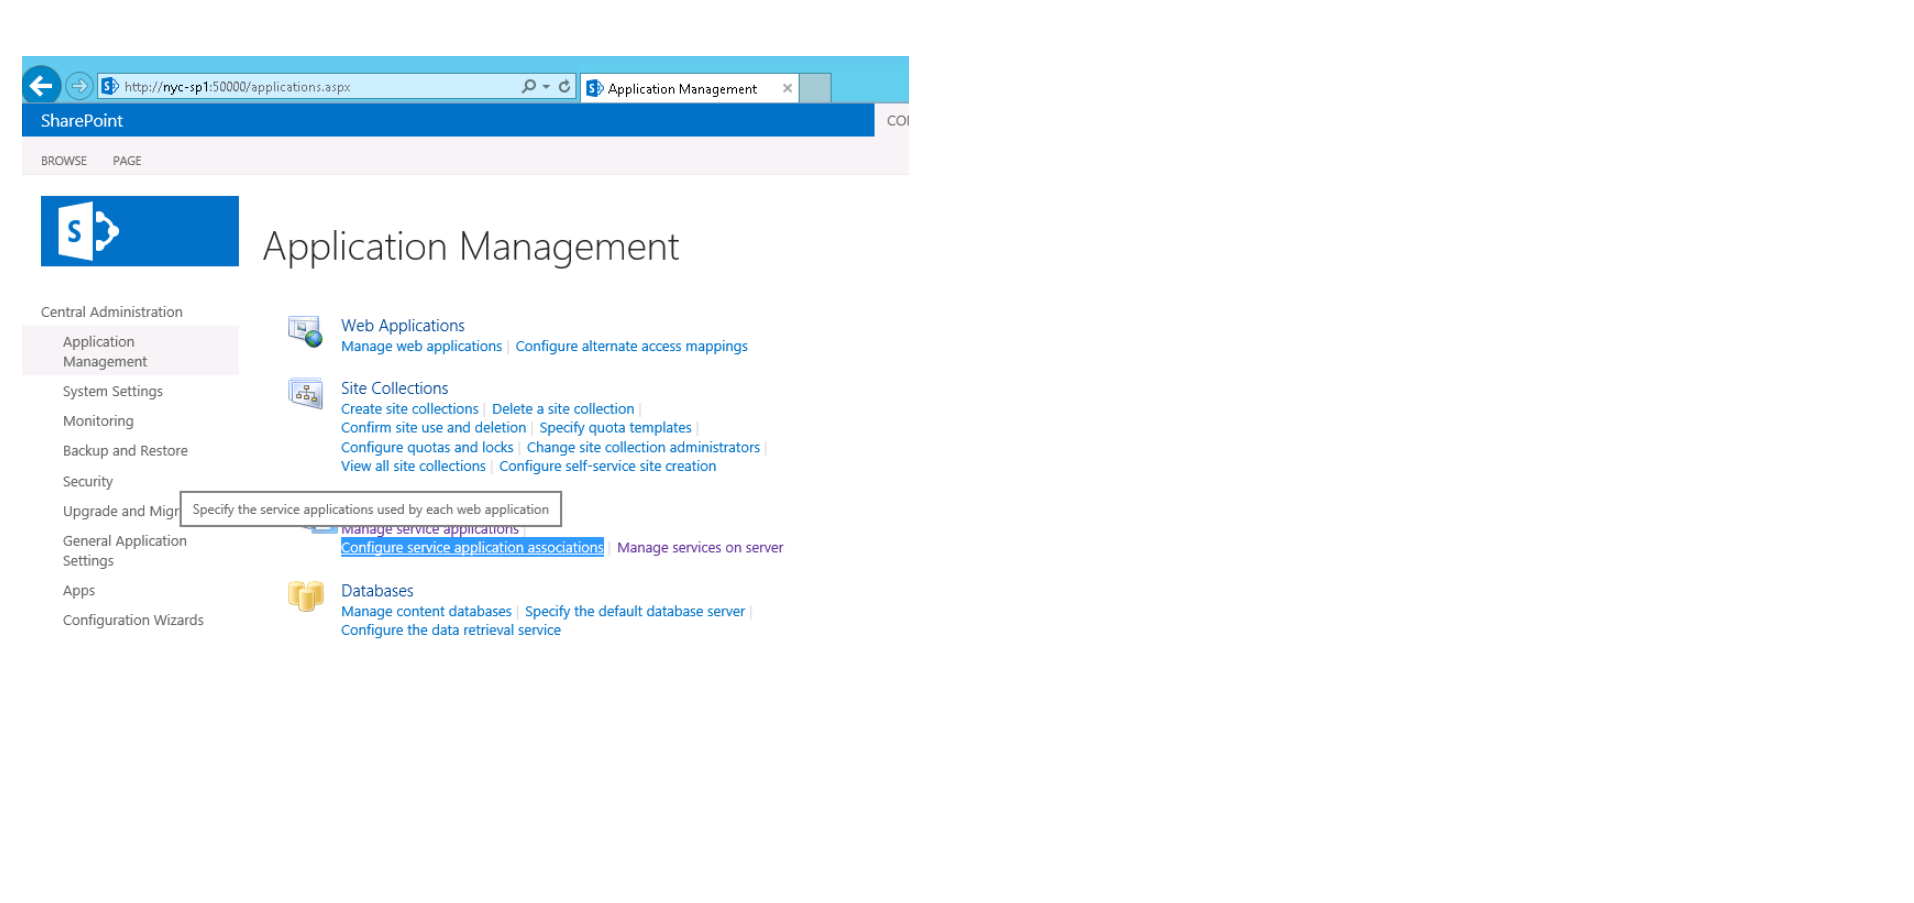 http://nyc-sp1:50000/applications.aspx
Application Management
SharePoint
BROWSE PAGE
S
Application Management
Central Administration
Application
Management
System Settings
Monitoring
Backup and Restore
Security
Upgrade and Migr
General Application
Settings
Apps
Configuration Wizards
Web Applications
Manage web applications | Configure alternate access mappings
Site Collections
Create site collections | Delete a site collection |
Confirm site use and deletion | Specify quota templates |
Configure quotas and locks | Change site collection administrators |
View all site collections | Configure self-service site creation
Specify the service applications used by each web application
Manage service applications |
Configure service application associations | Manage services on server
Databases
Manage content databases | Specify the default database server |
Configure the data retrieval service